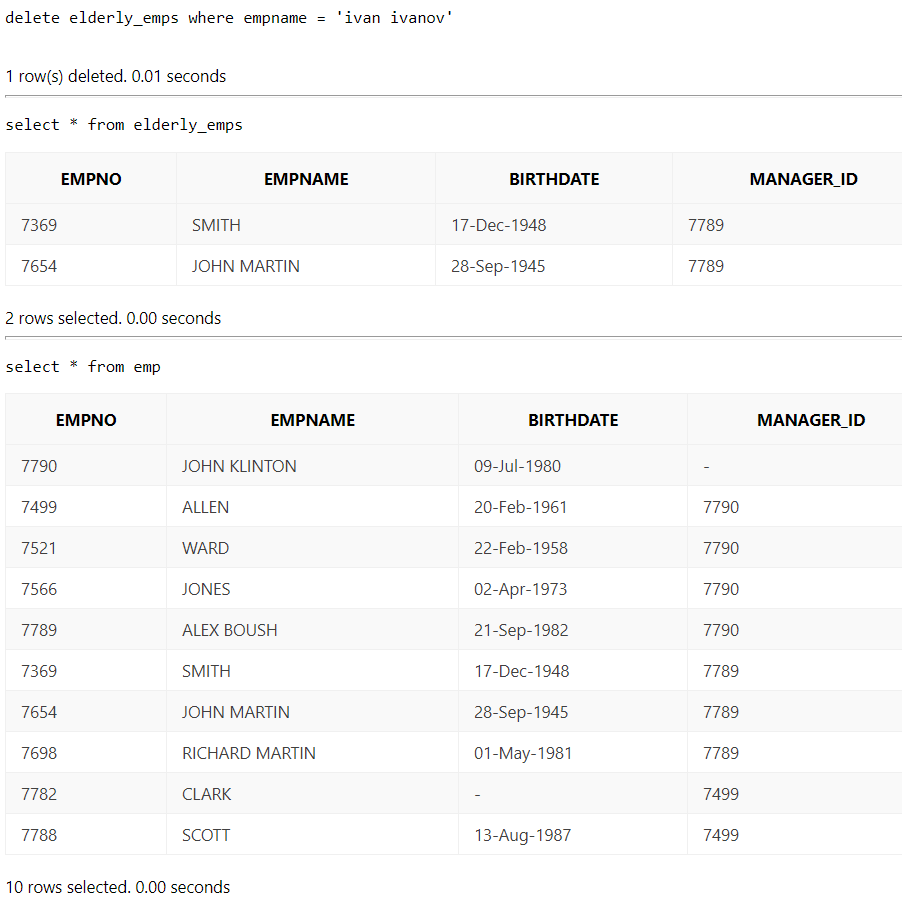 delete elderly_emps where empname = 'ivan ivanov'
1 row(s) deleted. 0.01 seconds
select * from elderly_emps
EMPNO EMPNAME BIRTHDATE MANAGER_ID
7369 SMITH 17-Dec-1948 7789
7654 JOHN MARTIN 28-Sep-1945 7789
2 rows selected. 0.00 seconds
select * from emp
EMPNO EMPNAME BIRTHDATE MANAGER_ID
7790 JOHN KLINTON 09-Jul-1980 -
7499 ALLEN 20-Feb-1961 7790
7521 WARD 22-Feb-1958 7790
7566 JONES 02-Apr-1973 7790
7789 ALEX BOUSH 21-Sep-1982 7790
7369 SMITH 17-Dec-1948 7789
7654 JOHN MARTIN 28-Sep-1945 7789
7698 RICHARD MARTIN 01-May-1981 7789
7782 CLARK - 7499
7788 SCOTT 13-Aug-1987 7499
10 rows selected. 0.00 seconds